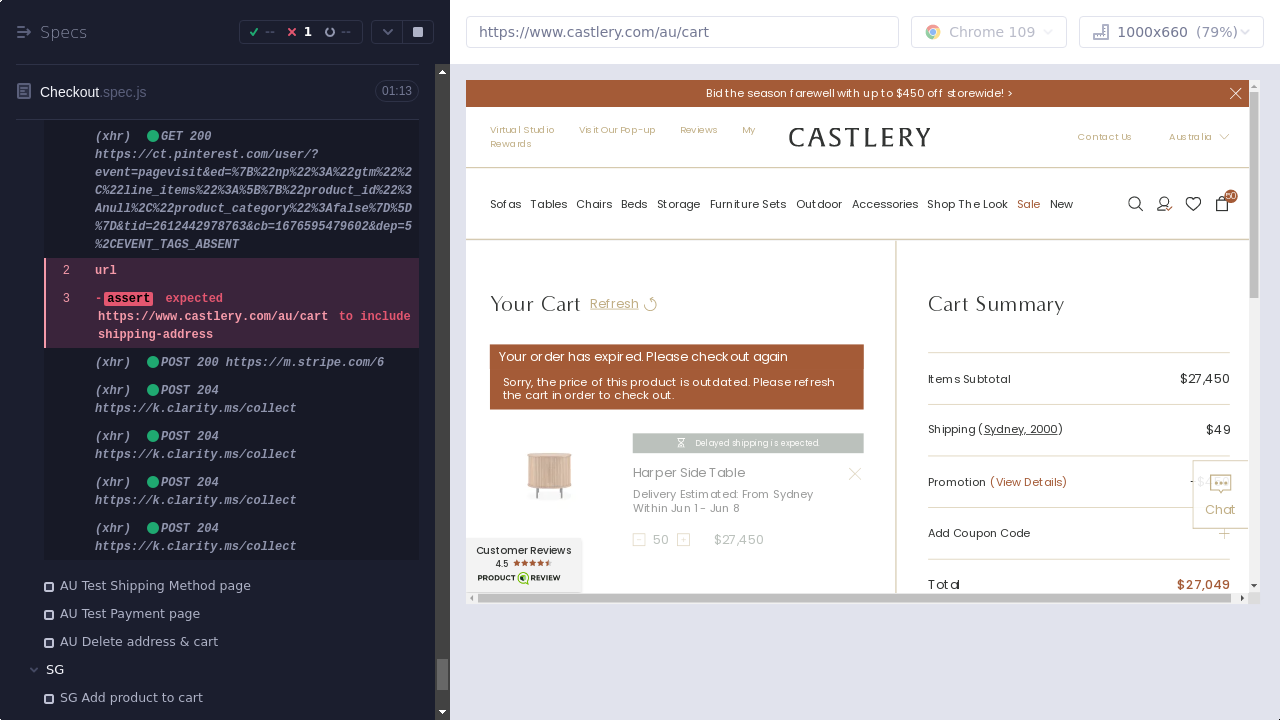 Specs
-- 1 --
Checkout.spec.js 01:13
(xhr) GET 200
https://ct.pinterest.com/user/?
event=pagevisit&ed=%7B%22np%22%3A%22gtm%22%2
C%22line_items%22%3A%5B%7B%22product_id%22%3
Anull%2C%22product_category%22%3Afalse%7D%5D
%7D&tid=2612442978763&cb=1676595479602&dep=5
%2CEVENT_TAGS_ABSENT
2 url
3 -assert expected
https://www.castlery.com/au/cart to include
shipping-address
(xhr) POST 200 https://m.stripe.com/6
(xhr) POST 204
https://k.clarity.ms/collect
(xhr) POST 204
https://k.clarity.ms/collect
(xhr) POST 204
https://k.clarity.ms/collect
(xhr) POST 204
https://k.clarity.ms/collect
AU Test Shipping Method page
AU Test Payment page
AU Delete address & cart
SG
SG Add product to cart
https://www.castlery.com/au/cart
Chrome 109
1000x660 (79%)
Bid the season farewell with up to $450 off storewide! >
Virtual Studio Visit Our Pop-up Reviews My
Rewards
CASTLERY
Contact Us Australia
Sofas Tables Chairs Beds Storage Furniture Sets Outdoor Accessories Shop The Look Sale New
50
Your Cart Refresh
Your order has expired. Please check out again
Sorry, the price of this product is outdated. Please refresh
the cart in order to check out.
Delayed shipping is expected.
Harper Side Table
Delivery Estimated: From Sydney
Within Jun 1 - Jun 8
- 50 + $27,450
Customer Reviews
4.5
PRODUCT REVIEW
Cart Summary
Items Subtotal $27,450
Shipping (Sydney, 2000) $49
Promotion (View Details) -
Chat
Add Coupon Code +
Total $27,049